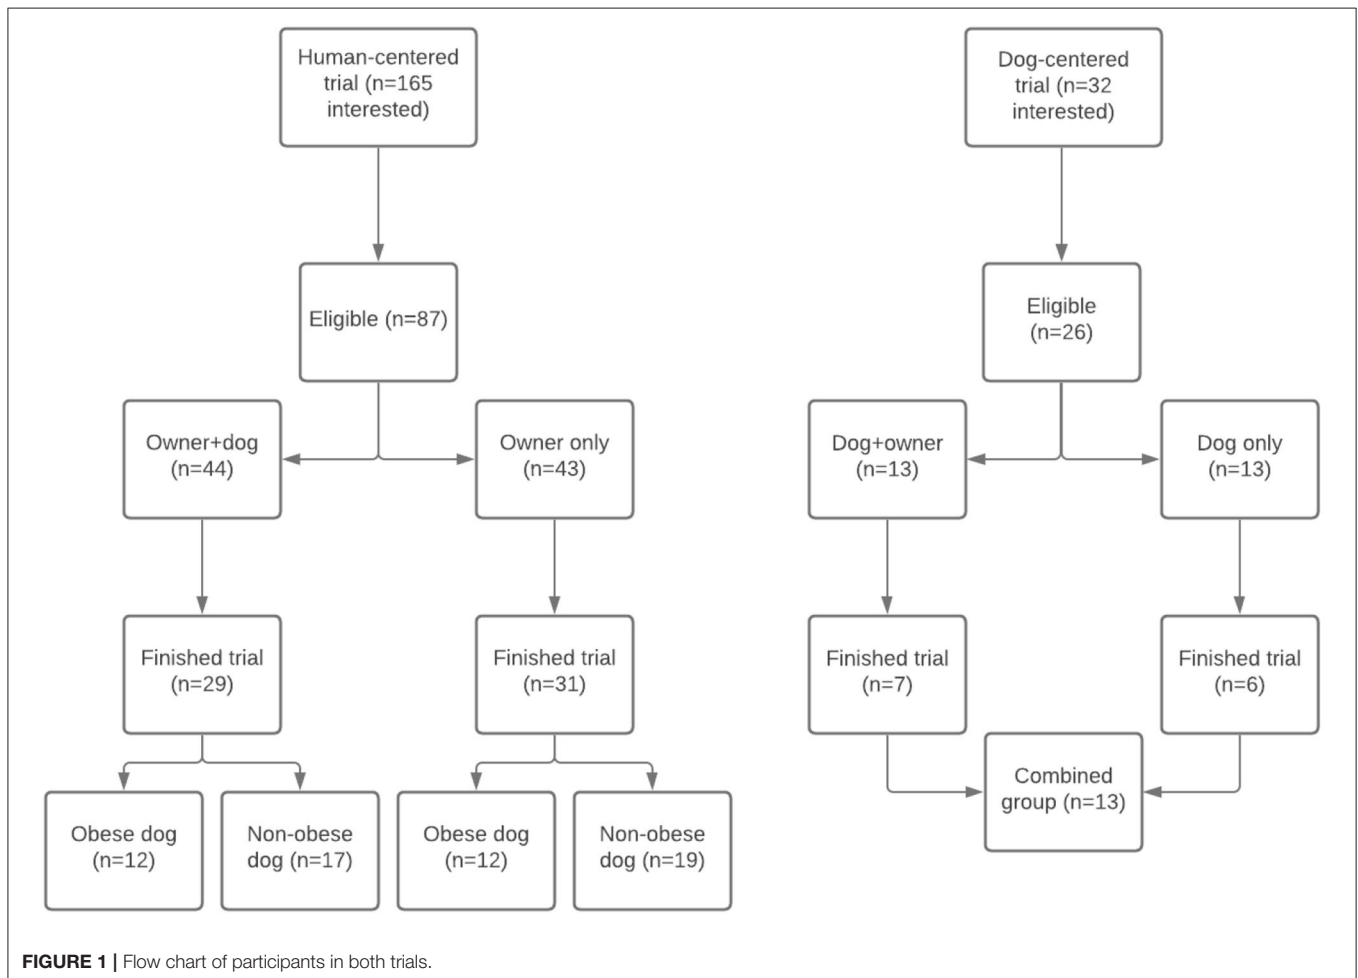 Human-centered
trial (n=165
interested)
Eligible (n=87)
Owner+dog
(n=44)
Owner only
(n=43)
Finished trial
(n=29)
Finished trial
(n=31)
Obese dog
(n=12)
Non-obese
dog (n=17)
Obese dog
(n=12)
Non-obese
dog (n=19)
Dog-centered
trial (n=32
interested)
Eligible
(n=26)
Dog+owner
(n=13)
Dog only
(n=13)
Finished trial
(n=7)
Finished trial
(n=6)
Combined
group (n=13)
FIGURE 1 | Flow chart of participants in both trials.